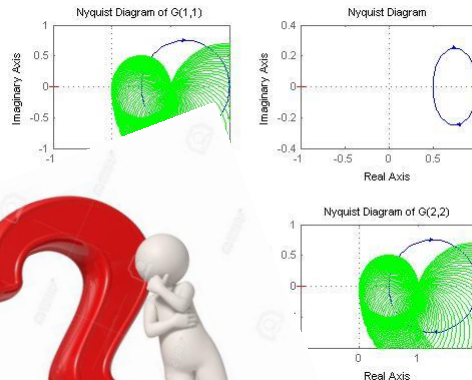 Nyquist Diagram of G(1,1)
Imaginary Axis
1
0.5
0
-0.5
-1
-1
Nyquist Diagram
Imaginary Axis
0.4
0.2
0
-0.2
-0.4
-1 -0.5 0 0.5
Real Axis
Nyquist Diagram of G(2,2)
1
0.5
0
0 1
Real Axis